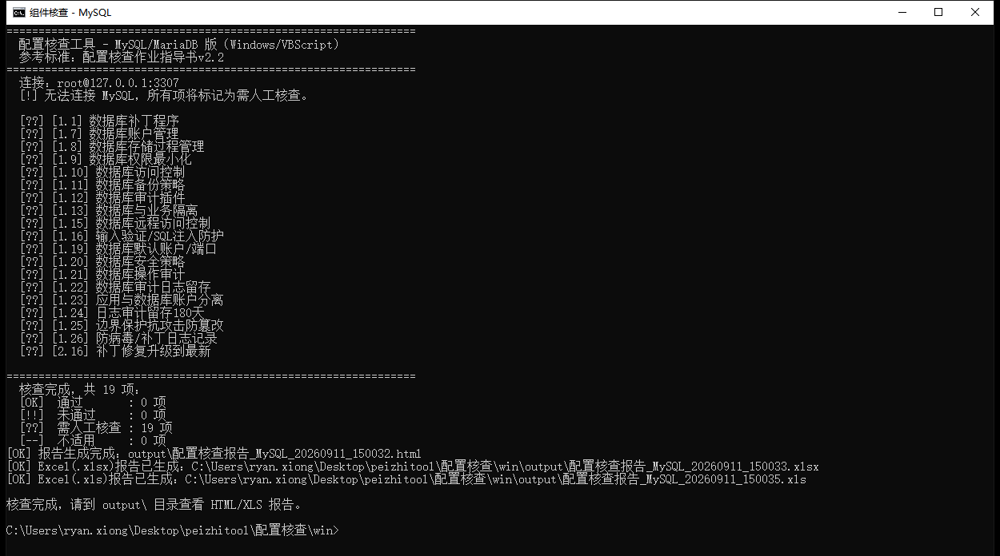 组件核查 - MySQL
================================================================
配置核查工具 - MySQL/MariaDB 版 (Windows/VBScript)
参考标准: 配置核查作业指导书v2.2
================================================================
连接: root@127.0.0.1:3307
[!] 无法连接 MySQL, 所有项将标记为需人工核查。
[??] [1.1] 数据库补丁程序
[??] [1.7] 数据库账户管理
[??] [1.8] 数据库存储过程管理
[??] [1.9] 数据库权限最小化
[??] [1.10] 数据库访问控制
[??] [1.11] 数据库备份策略
[??] [1.12] 数据库审计插件
[??] [1.13] 数据库与业务隔离
[??] [1.15] 数据库远程访问控制
[??] [1.16] 输入验证/SQL注入防护
[??] [1.19] 数据库默认账户/端口
[??] [1.20] 数据库安全策略
[??] [1.21] 数据库操作审计
[??] [1.22] 数据库审计日志留存
[??] [1.23] 应用与数据库账户分离
[??] [1.24] 日志审计留存180天
[??] [1.25] 边界保护抗攻击防篡改
[??] [1.26] 防病毒/补丁日志记录
[??] [2.16] 补丁修复升级到最新
================================================================
核查完成, 共 19 项:
[OK] 通过 : 0 项
[!!] 未通过 : 0 项
[??] 需人工核查 : 19 项
[--] 不适用 : 0 项
[OK] 报告生成完成: output\配置核查报告_MySQL_20260911_150032.html
[OK] Excel(.xlsx)报告已生成: C:\Users\ryan.xiong\Desktop\peizhitool\配置核查\win\output\配置核查报告_MySQL_20260911_150033.xlsx
[OK] Excel(.xls)报告已生成: C:\Users\ryan.xiong\Desktop\peizhitool\配置核查\win\output\配置核查报告_MySQL_20260911_150035.xls
核查完成, 请到 output\ 目录查看 HTML/XLS 报告。
C:\Users\ryan.xiong\Desktop\peizhitool\配置核查\win>